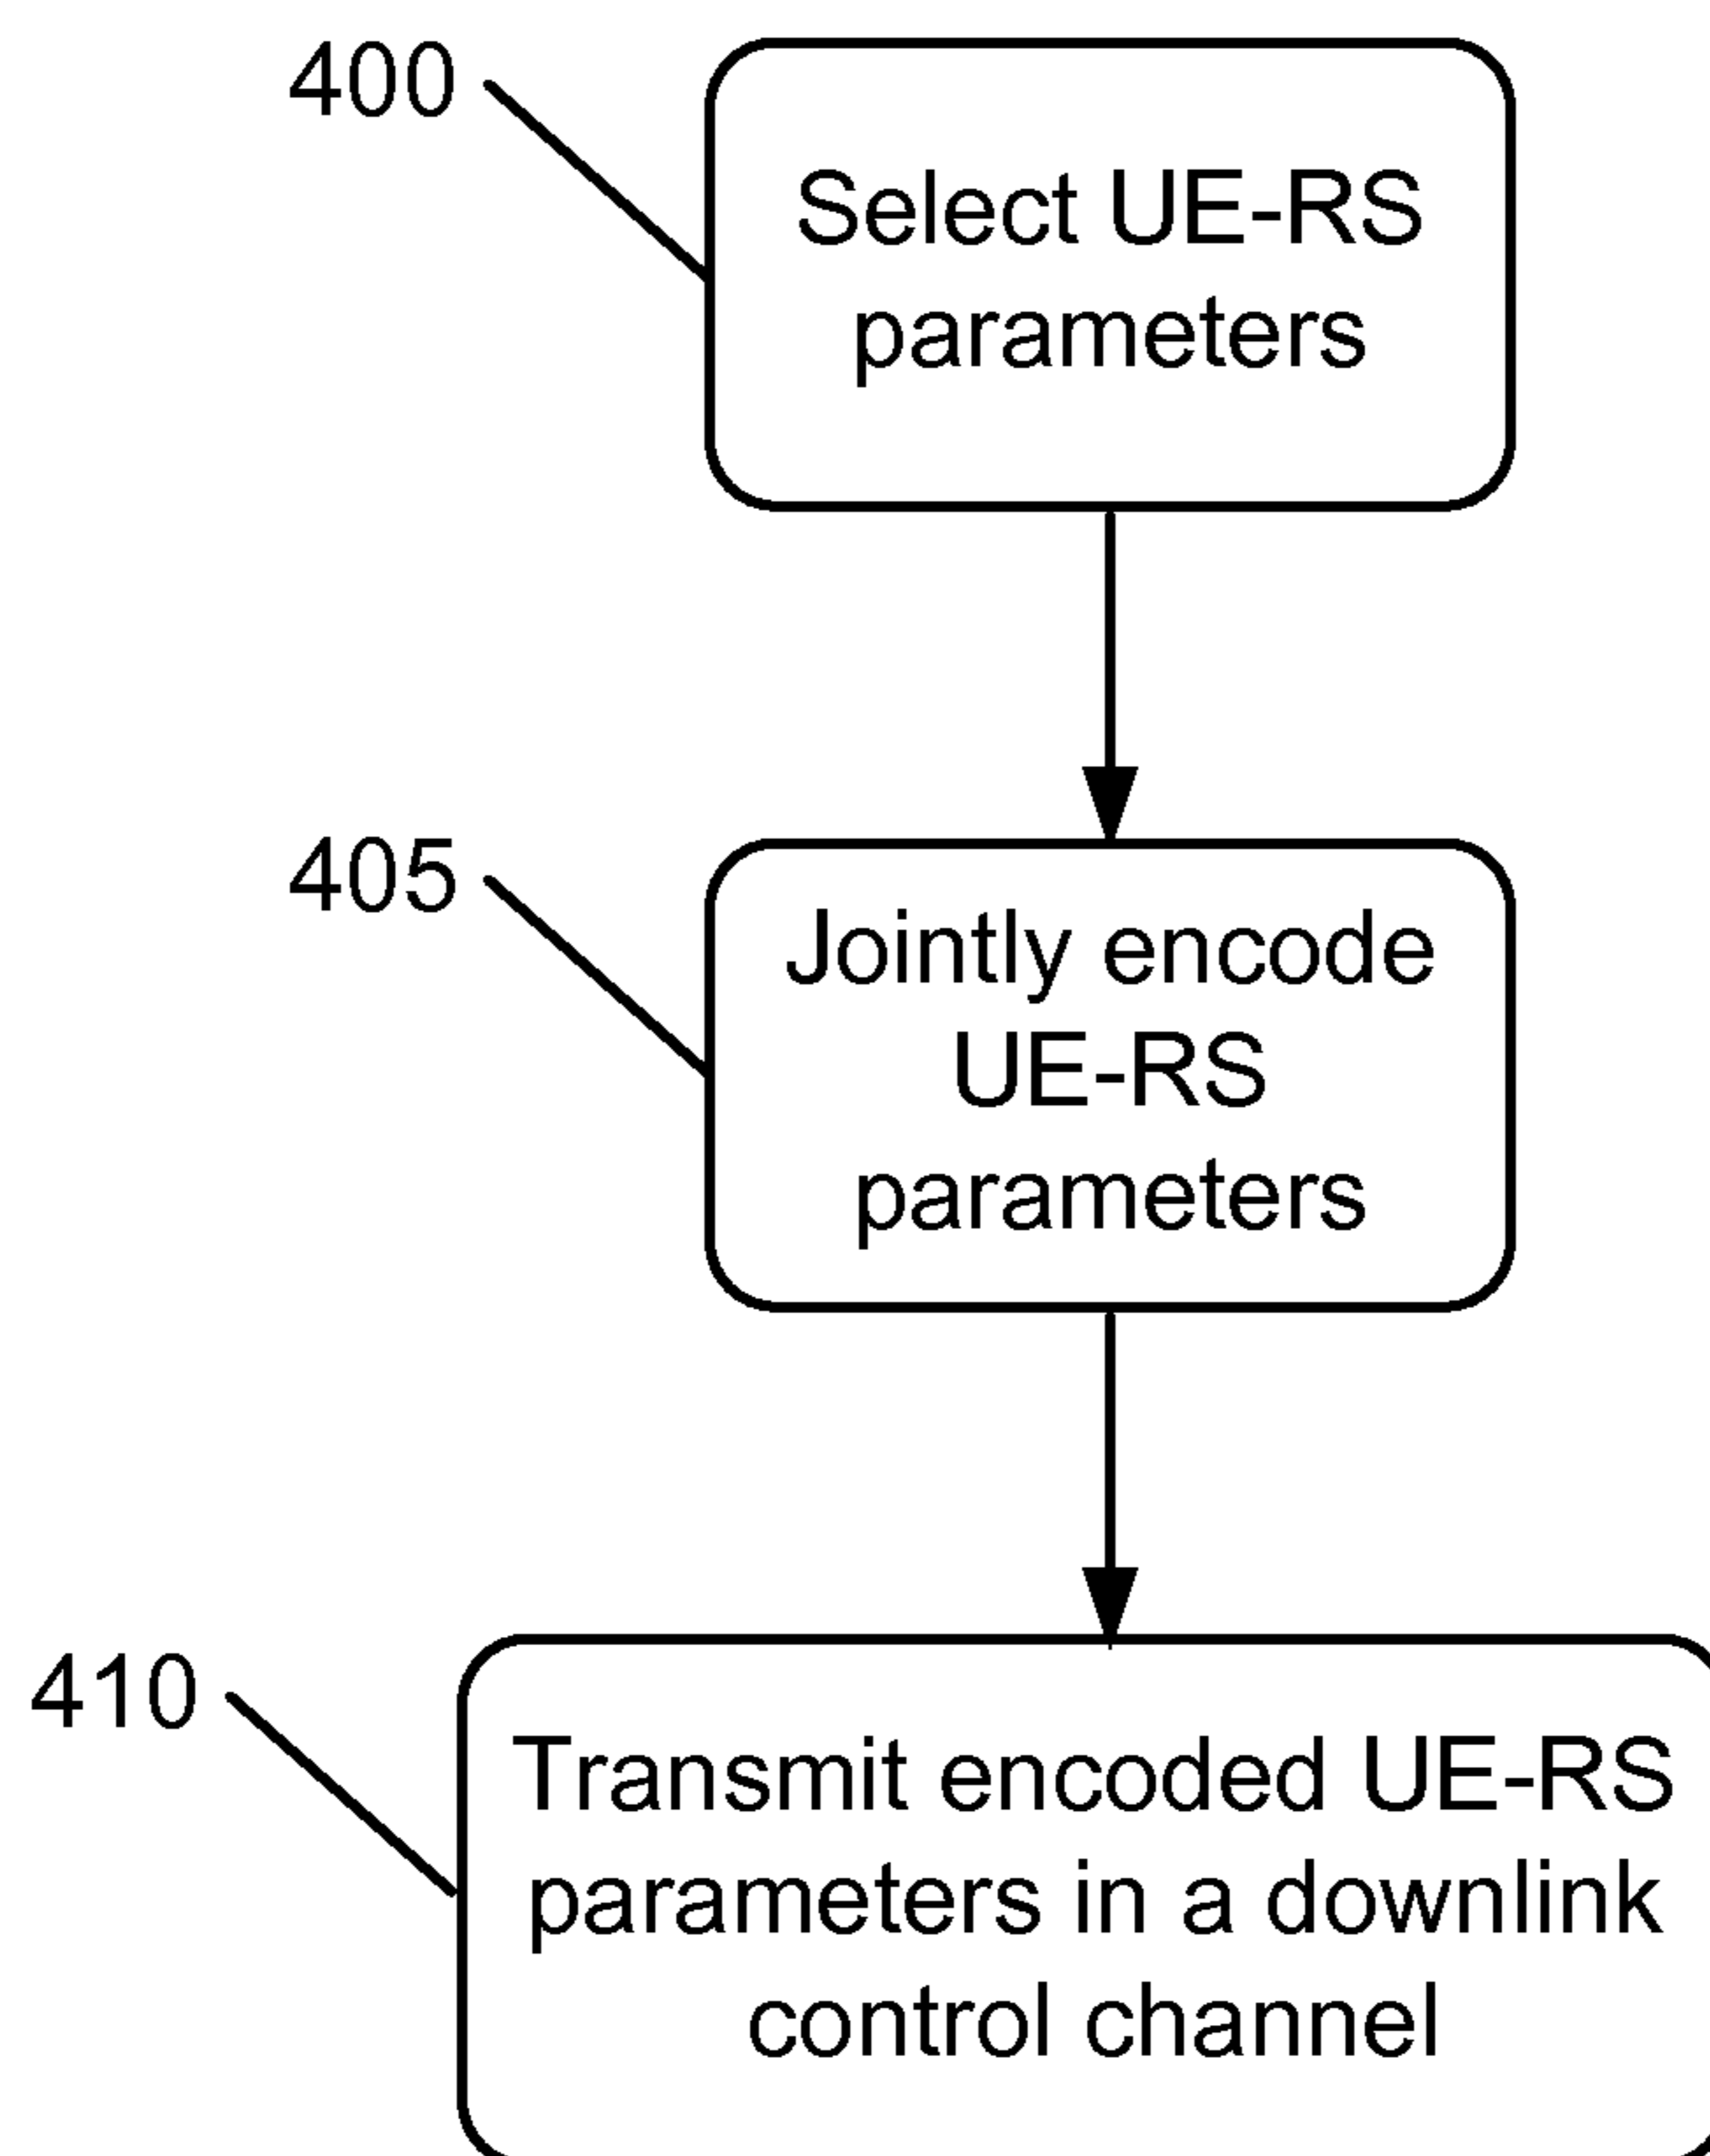 400
Select UE-RS
parameters
405
Jointly encode
UE-RS
parameters
410
Transmit encoded UE-RS
parameters in a downlink
control channel